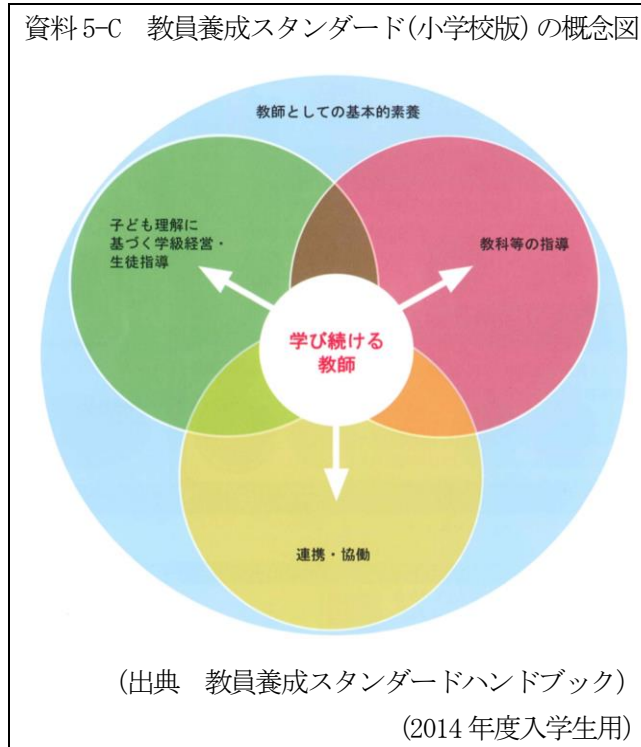 資料 5-C　教員養成スタンダード(小学校版) の概念図
教師としての基本的素養
子ども理解に
基づく学級経営・
生徒指導
教科等の指導
学び続ける
教師
連携・協働
(出典　教員養成スタンダードハンドブック)
(2014 年度入学生用)